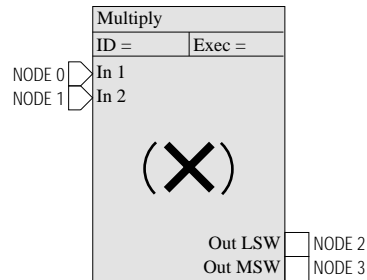 Multiply
ID = Exec =
NODE 0 In 1
NODE 1 In 2
(×)
Out LSW NODE 2
Out MSW NODE 3